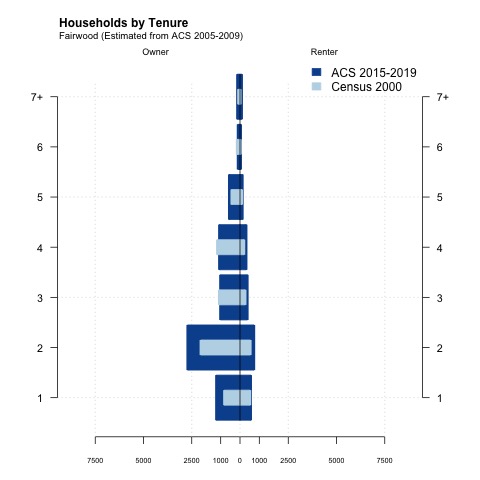 Households by Tenure
Fairwood (Estimated from ACS 2005-2009)
Owner
Renter
ACS 2015-2019
Census 2000
7+ 7+
6 6
5 5
4 4
3 3
2 2
1 1
7500 5000 2500 1000 0 1000 2500 5000 7500